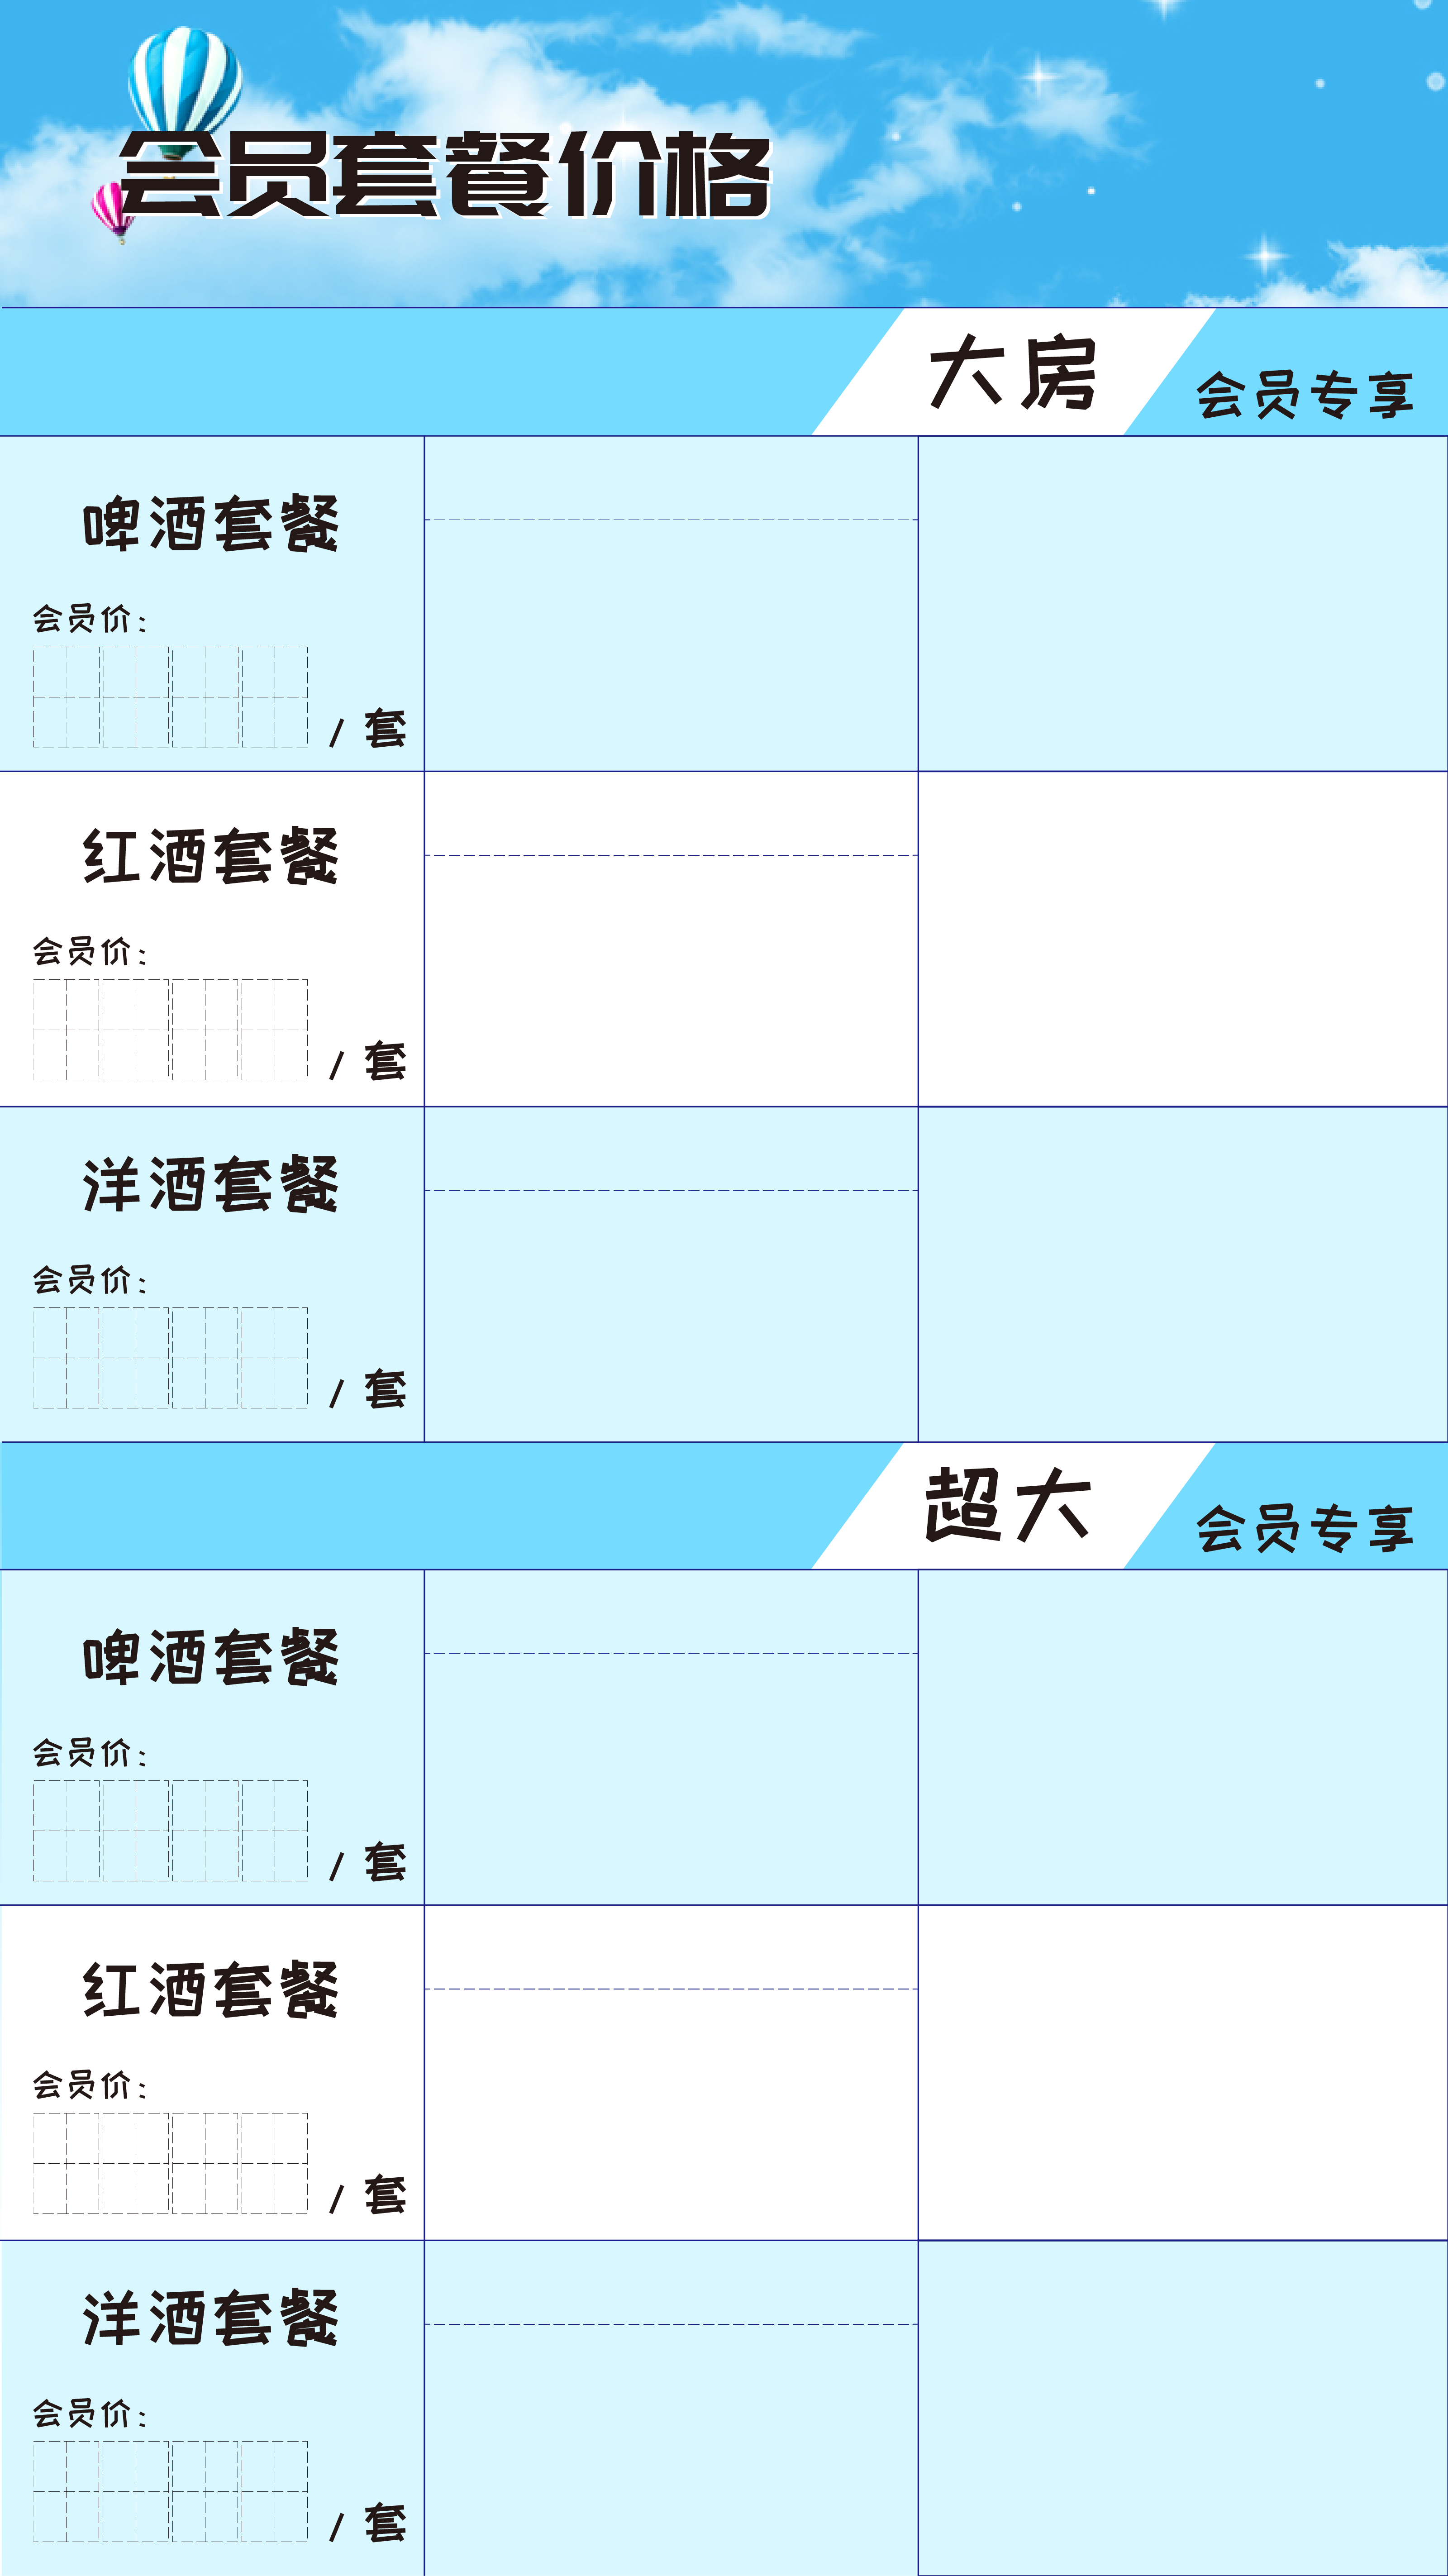 会员套餐价格
大房
会员专享
啤酒套餐
会员价:
/ 套
红酒套餐
会员价:
/ 套
洋酒套餐
会员价:
/ 套
超大
会员专享
啤酒套餐
会员价:
/ 套
红酒套餐
会员价:
/ 套
洋酒套餐
会员价:
/ 套